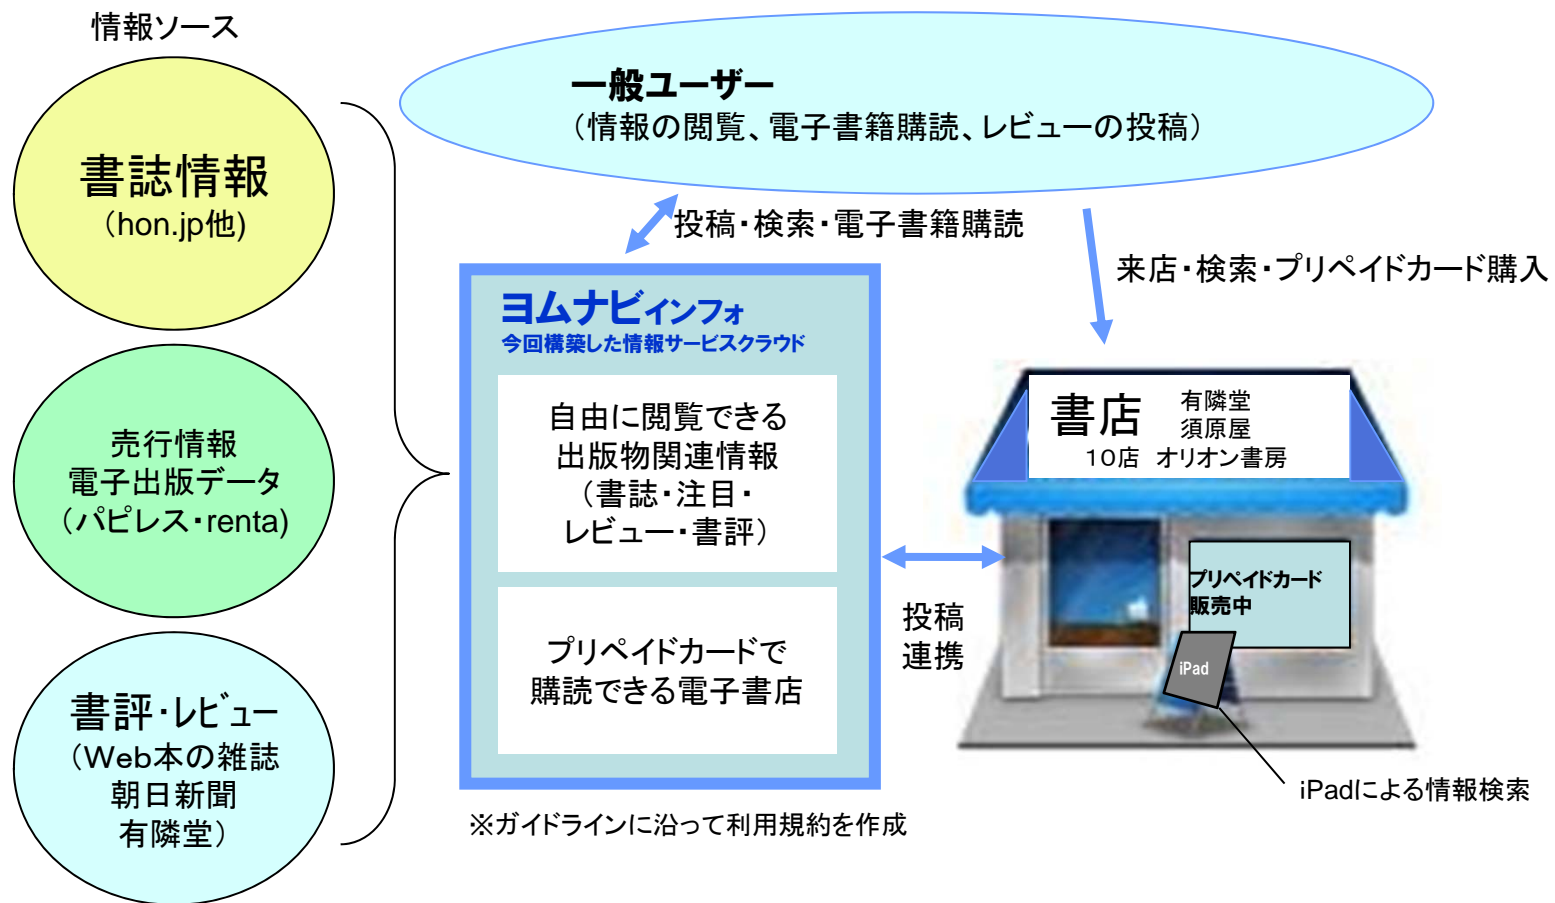 情報ソース
書誌情報
（hon.jp他)
売行情報
電子出版データ
（パピレス・renta)
書評・レビュー
（Web本の雑誌
朝日新聞
有隣堂）
一般ユーザー
（情報の閲覧、電子書籍購読、レビューの投稿）
投稿・検索・電子書籍購読
来店・検索・プリペイドカード購入
ヨムナビインフォ
今回構築した情報サービスクラウド
自由に閲覧できる
出版物関連情報
（書誌・注目・
レビュー・書評）
プリペイドカードで
購読できる電子書店
※ガイドラインに沿って利用規約を作成
投稿
連携
書店
有隣堂
須原屋
１０店 オリオン書房
プリペイドカード
販売中
iPad
iPadによる情報検索